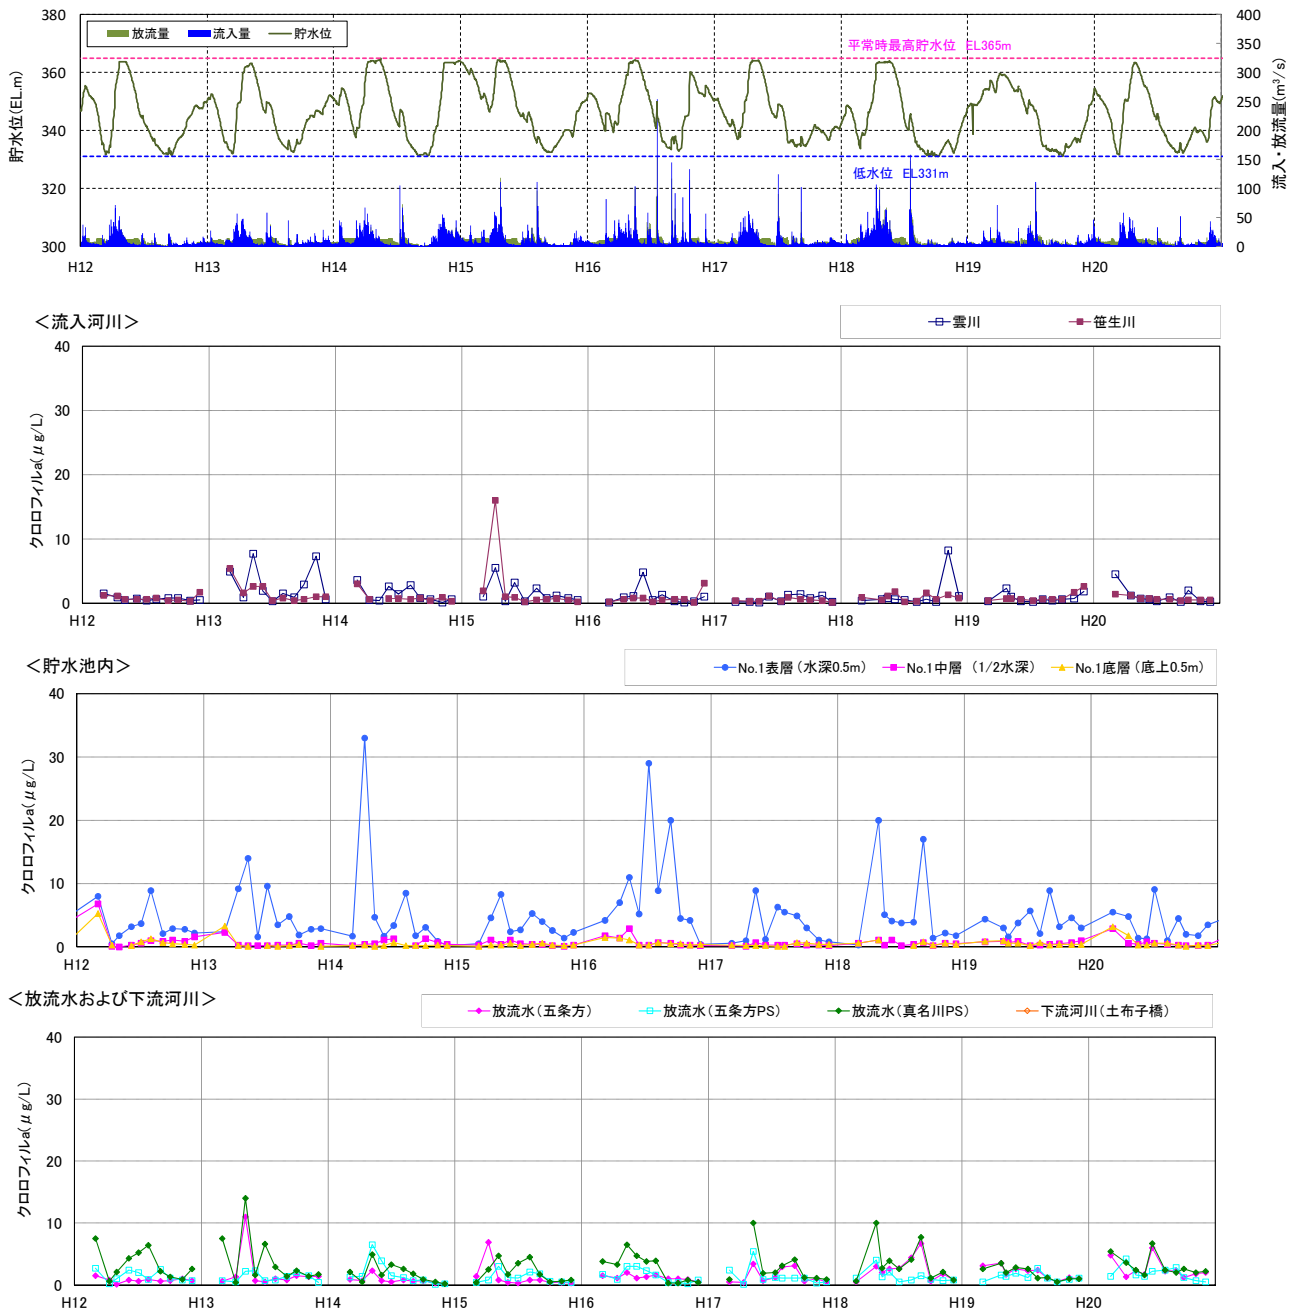 380
360
340
320
300
貯水位(EL.m)
放流量 流入量 貯水位
平常時最高貯水位 EL365m
低水位 EL331m
400
350
300
250
200
150
100
50
0
流入・放流量(m³/s)
H12 H13 H14 H15 H16 H17 H18 H19 H20
＜流入河川＞
雲川 笹生川
40
30
20
10
0
クロロフィルa(μg/L)
H12 H13 H14 H15 H16 H17 H18 H19 H20
＜貯水池内＞
No.1表層（水深0.5m） No.1中層 （1/2水深） No.1底層（底上0.5m）
40
30
20
10
0
クロロフィルa(μg/L)
H12 H13 H14 H15 H16 H17 H18 H19 H20
＜放流水および下流河川＞
放流水（五条方） 放流水（五条方PS） 放流水（真名川PS） 下流河川（土布子橋）
40
30
20
10
0
クロロフィルa(μg/L)
H12 H13 H14 H15 H16 H17 H18 H19 H20